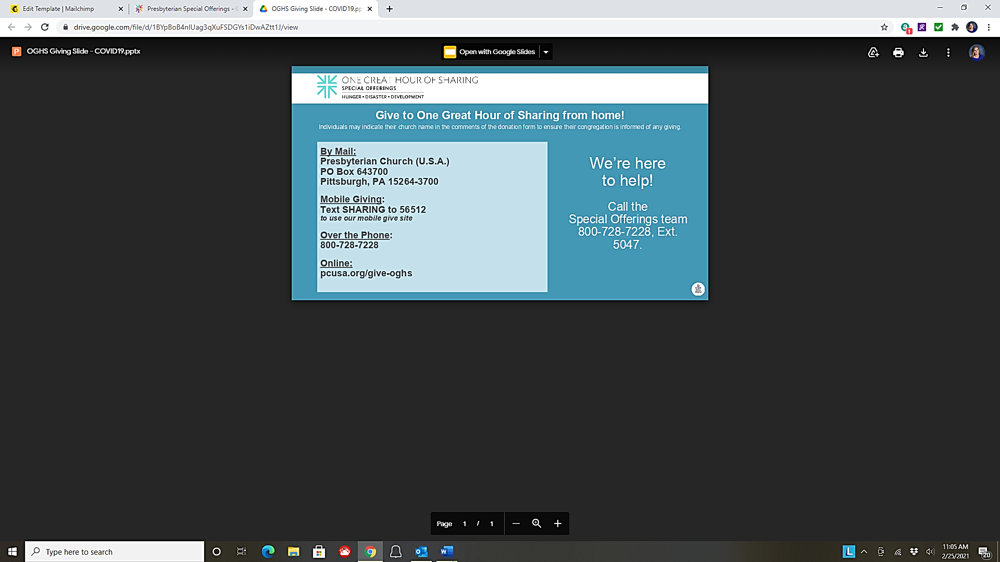 Edit Template | Mailchimp
Presbyterian Special Offerings -
OGHS Giving Slide - COVID19.pp
drive.google.com/file/d/1BYpBoB4nIUag3qXuFSDGYs1iDwAZtt1J/view
1
OGHS Giving Slide - COVID19.pptx
Open with Google Slides
ONE GREAT HOUR OF SHARING
SPECIAL OFFERINGS
HUNGER • DISASTER • DEVELOPMENT
Give to One Great Hour of Sharing from home!
Individuals may indicate their church name in the comments of the donation form to ensure their congregation is informed of any giving.
By Mail:
Presbyterian Church (U.S.A.)
PO Box 643700
Pittsburgh, PA 15264-3700
Mobile Giving:
Text SHARING to 56512
to use our mobile give site
Over the Phone:
800-728-7228
Online:
pcusa.org/give-oghs
We’re here
to help!
Call the
Special Offerings team
800-728-7228, Ext.
5047.
Page 1 / 1
Type here to search
L
11:05 AM
2/25/2021
20